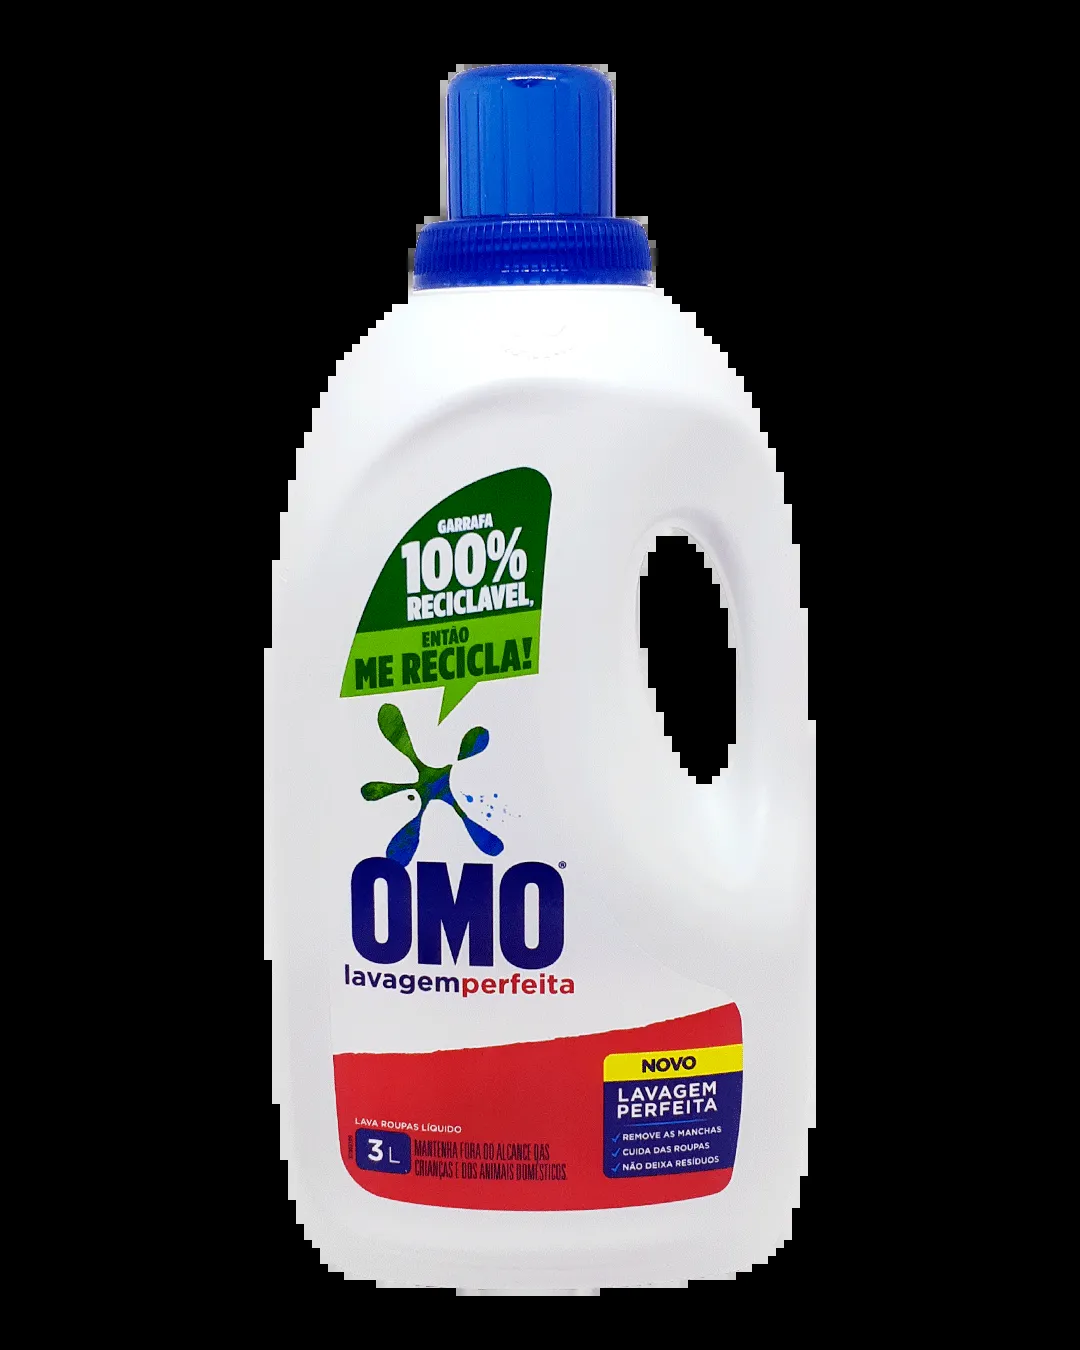 GARRAFA
100%
RECICLÁVEL,
ENTÃO
ME RECICLA!
OMO®
lavagemperfeita
NOVO
LAVAGEM
PERFEITA
✓ REMOVE AS MANCHAS
✓ CUIDA DAS ROUPAS
✓ NÃO DEIXA RESÍDUOS
LAVA ROUPAS LÍQUIDO
3 L
MANTENHA FORA DO ALCANCE DAS
CRIANÇAS E DOS ANIMAIS DOMÉSTICOS.